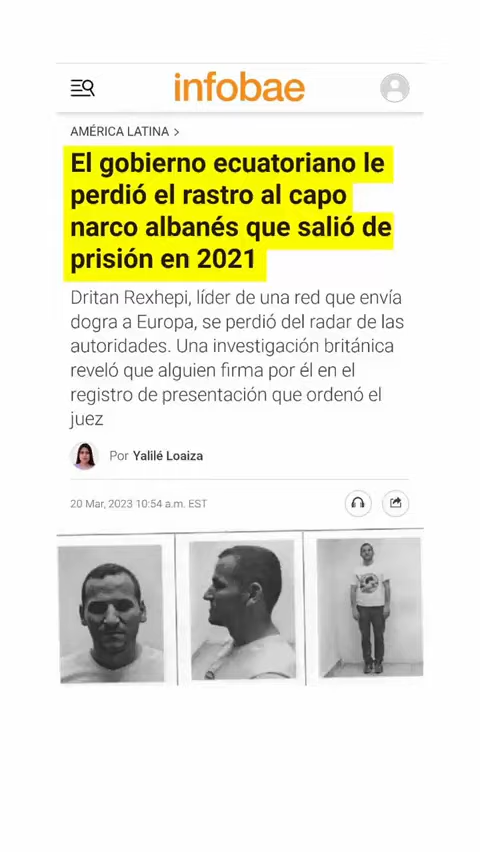 infobae
AMÉRICA LATINA >
El gobierno ecuatoriano le
perdió el rastro al capo
narco albanés que salió de
prisión en 2021
Dritan Rexhepi, líder de una red que envía
dogra a Europa, se perdió del radar de las
autoridades. Una investigación británica
reveló que alguien firma por él en el
registro de presentación que ordenó el
juez
Por Yalilé Loaiza
20 Mar, 2023 10:54 a.m. EST